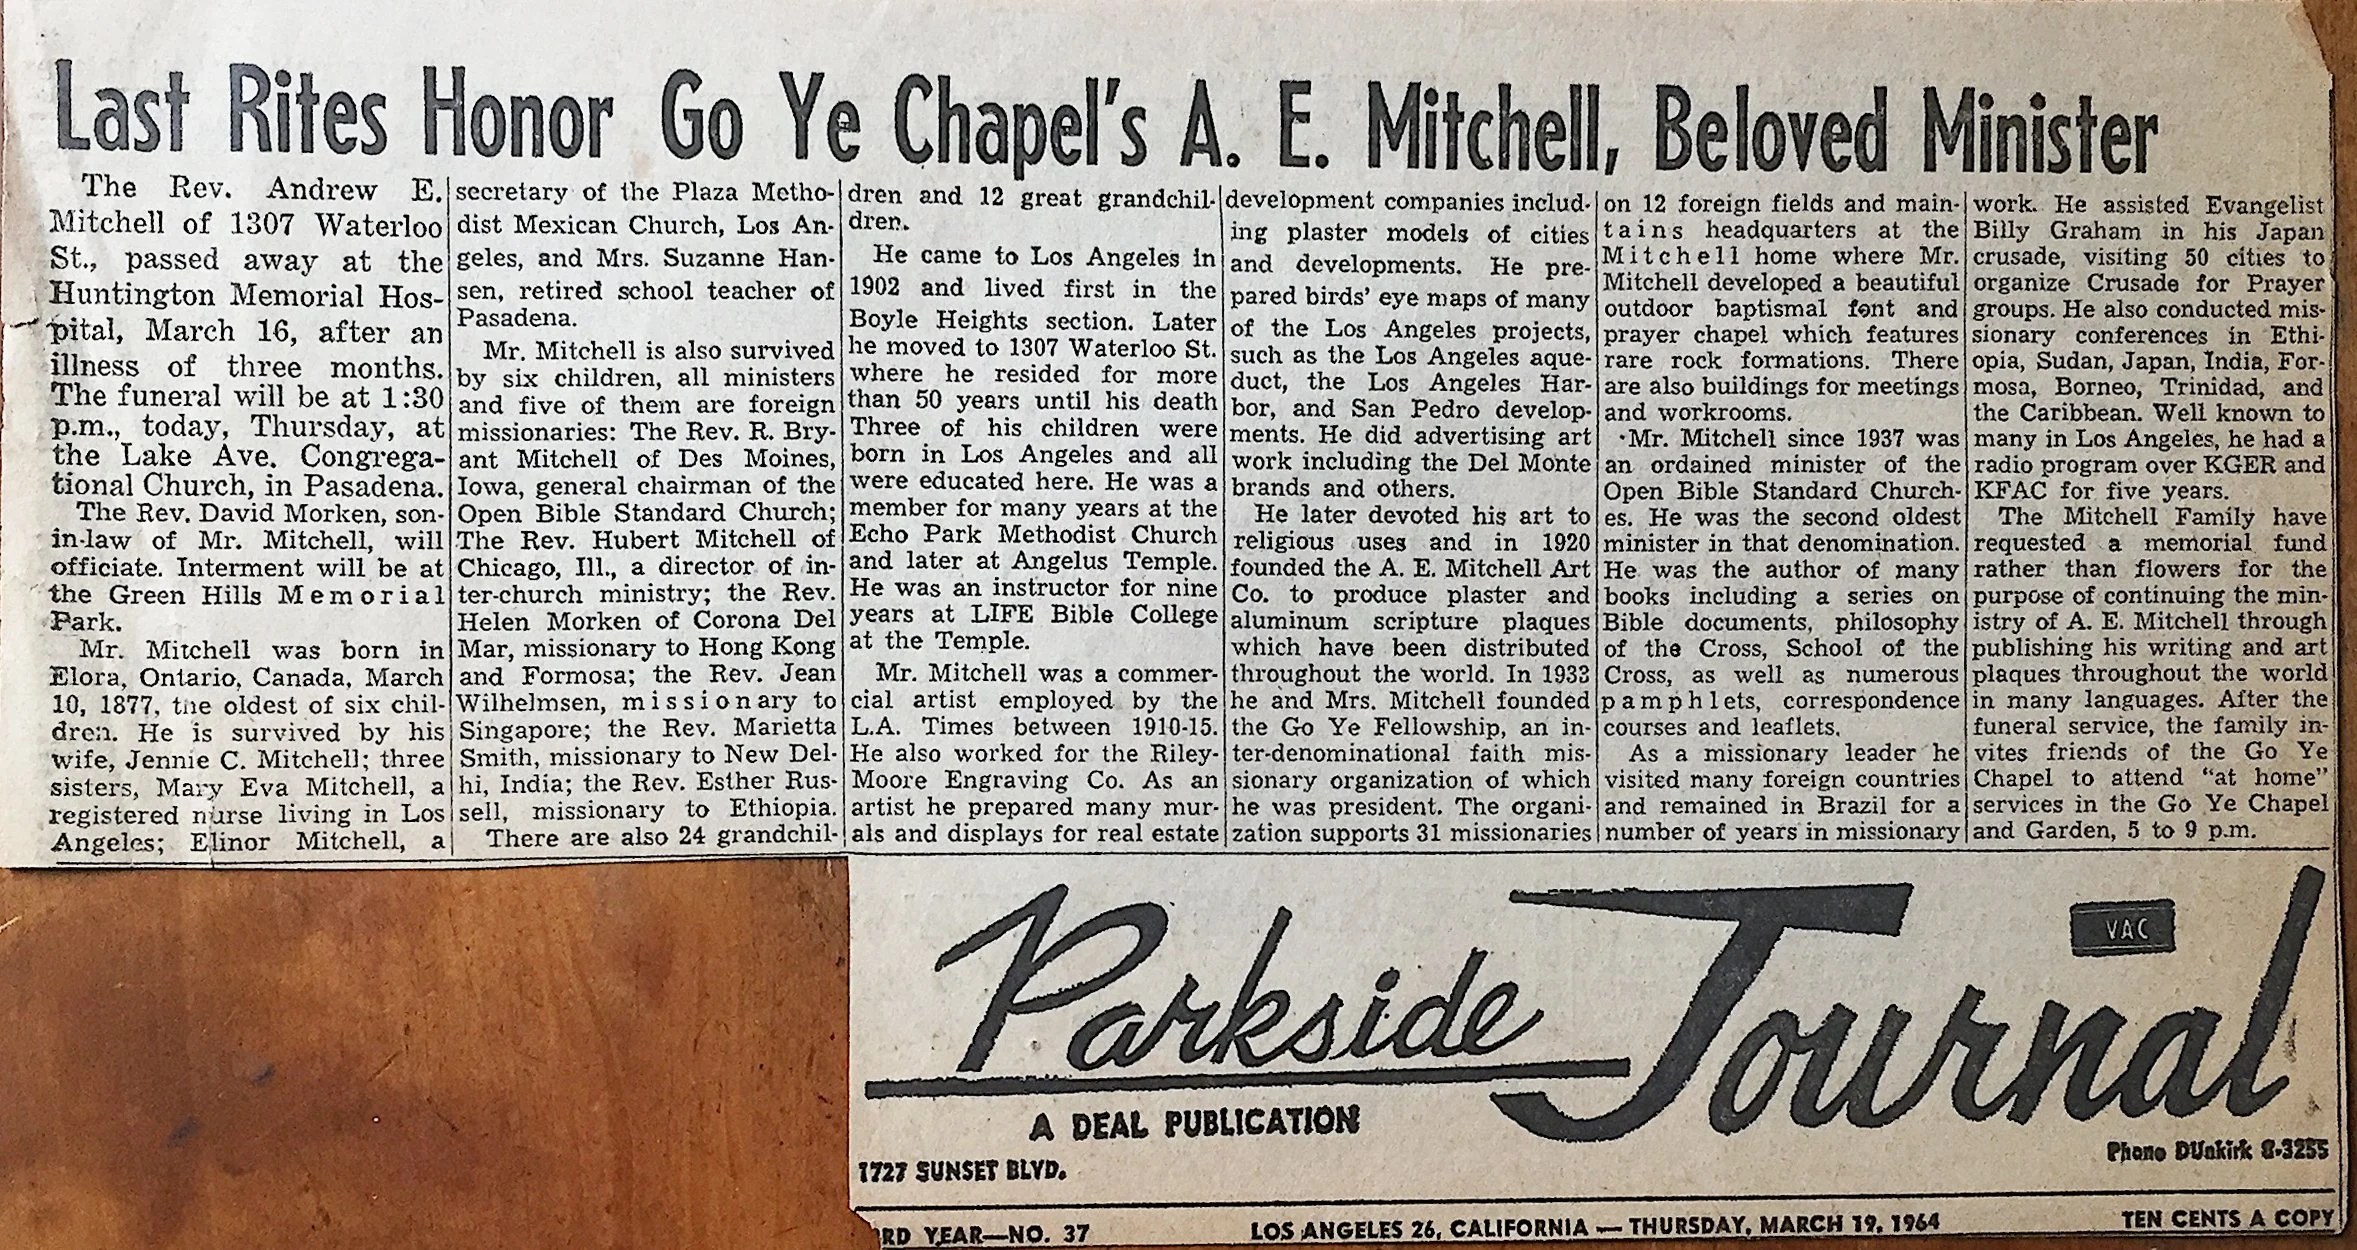 Last Rites Honor Go Ye Chapel's A. E. Mitchell, Beloved Minister
The Rev. Andrew E.
Mitchell of 1307 Waterloo
St., passed away at the
Huntington Memorial Hos-
pital, March 16, after an
illness of three months.
The funeral will be at 1:30
p.m., today, Thursday, at
the Lake Ave. Congrega-
tional Church, in Pasadena.
The Rev. David Morken, son-
in-law of Mr. Mitchell, will
officiate. Interment will be at
the Green Hills Memorial
Park.
Mr. Mitchell was born in
Elora, Ontario, Canada, March
10, 1877, the oldest of six chil-
dren. He is survived by his
wife, Jennie C. Mitchell; three
sisters, Mary Eva Mitchell, a
registered nurse living in Los
Angeles; Elinor Mitchell, a
secretary of the Plaza Metho-
dist Mexican Church, Los An-
geles, and Mrs. Suzanne Han-
sen, retired school teacher of
Pasadena.
Mr. Mitchell is also survived
by six children, all ministers
and five of them are foreign
missionaries: The Rev. R. Bry-
ant Mitchell of Des Moines,
Iowa, general chairman of the
Open Bible Standard Church;
The Rev. Hubert Mitchell of
Chicago, Ill., a director of in-
ter-church ministry; the Rev.
Helen Morken of Corona Del
Mar, missionary to Hong Kong
and Formosa; the Rev. Jean
Wilhelmsen, missionary to
Singapore; the Rev. Marietta
Smith, missionary to New Del-
hi, India; the Rev. Esther Rus-
sell, missionary to Ethiopia.
There are also 24 grandchil-
dren and 12 great grandchil-
dren.
He came to Los Angeles in
1902 and lived first in the
Boyle Heights section. Later
he moved to 1307 Waterloo St.
where he resided for more
than 50 years until his death
Three of his children were
born in Los Angeles and all
were educated here. He was a
member for many years at the
Echo Park Methodist Church
and later at Angelus Temple.
He was an instructor for nine
years at LIFE Bible College
at the Temple.
Mr. Mitchell was a commer-
cial artist employed by the
L.A. Times between 1910-15.
He also worked for the Riley-
Moore Engraving Co. As an
artist he prepared many mur-
als and displays for real estate
development companies includ-
ing plaster models of cities
and developments. He pre-
pared birds' eye maps of many
of the Los Angeles projects,
such as the Los Angeles aque-
duct, the Los Angeles Har-
bor, and San Pedro develop-
ments. He did advertising art
work including the Del Monte
brands and others.
He later devoted his art to
religious uses and in 1920
founded the A. E. Mitchell Art
Co. to produce plaster and
aluminum scripture plaques
which have been distributed
throughout the world. In 1933
he and Mrs. Mitchell founded
the Go Ye Fellowship, an in-
ter-denominational faith mis-
sionary organization of which
he was president. The organi-
zation supports 31 missionaries
on 12 foreign fields and main-
tains headquarters at the
Mitchell home where Mr.
Mitchell developed a beautiful
outdoor baptismal font and
prayer chapel which features
rare rock formations. There
are also buildings for meetings
and workrooms.
Mr. Mitchell since 1937 was
an ordained minister of the
Open Bible Standard Church-
es. He was the second oldest
minister in that denomination.
He was the author of many
books including a series on
Bible documents, philosophy
of the Cross, School of the
Cross, as well as numerous
pamphlets, correspondence
courses and leaflets.
As a missionary leader he
visited many foreign countries
and remained in Brazil for a
number of years in missionary
work. He assisted Evangelist
Billy Graham in his Japan
crusade, visiting 50 cities to
organize Crusade for Prayer
groups. He also conducted mis-
sionary conferences in Ethi-
opia, Sudan, Japan, India, For-
mosa, Borneo, Trinidad, and
the Caribbean. Well known to
many in Los Angeles, he had a
radio program over KGER and
KFAC for five years.
The Mitchell Family have
requested a memorial fund
rather than flowers for the
purpose of continuing the min-
istry of A. E. Mitchell through
publishing his writing and art
plaques throughout the world
in many languages. After the
funeral service, the family in-
vites friends of the Go Ye
Chapel to attend "at home"
services in the Go Ye Chapel
and Garden, 5 to 9 p.m.
Parkside Journal
VAC
A DEAL PUBLICATION
1727 SUNSET BLVD.
Phone DUnkirk 8-3255
RD YEAR—NO. 37
LOS ANGELES 26, CALIFORNIA — THURSDAY, MARCH 19, 1964
TEN CENTS A COPY